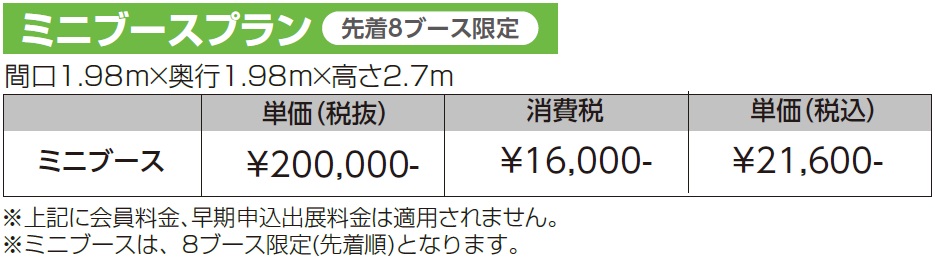 ミニブースプラン 先着8ブース限定
間口1.98m×奥行1.98m×高さ2.7m
単価（税抜） 消費税 単価（税込）
ミニブース ¥200,000- ¥16,000- ¥21,600-
※上記に会員料金、早期申込出展料金は適用されません。
※ミニブースは、8ブース限定(先着順)となります。